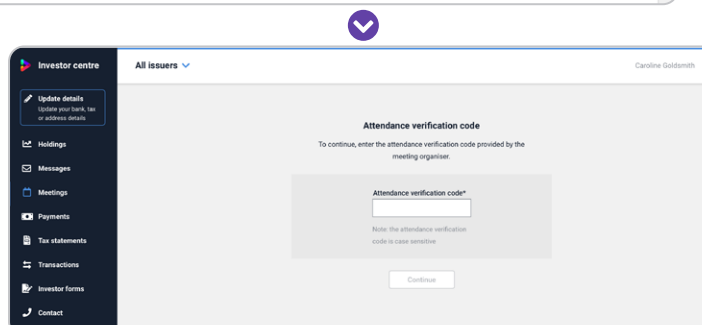 Investor centre
All issuers
Caroline Goldsmith
Update details
Update your bank, tax
or address details
Holdings
Messages
Meetings
Payments
Tax statements
Transactions
Investor forms
Contact
Attendance verification code
To continue, enter the attendance verification code provided by the
meeting organiser.
Attendance verification code*
Note: the attendance verification
code is case sensitive
Continue